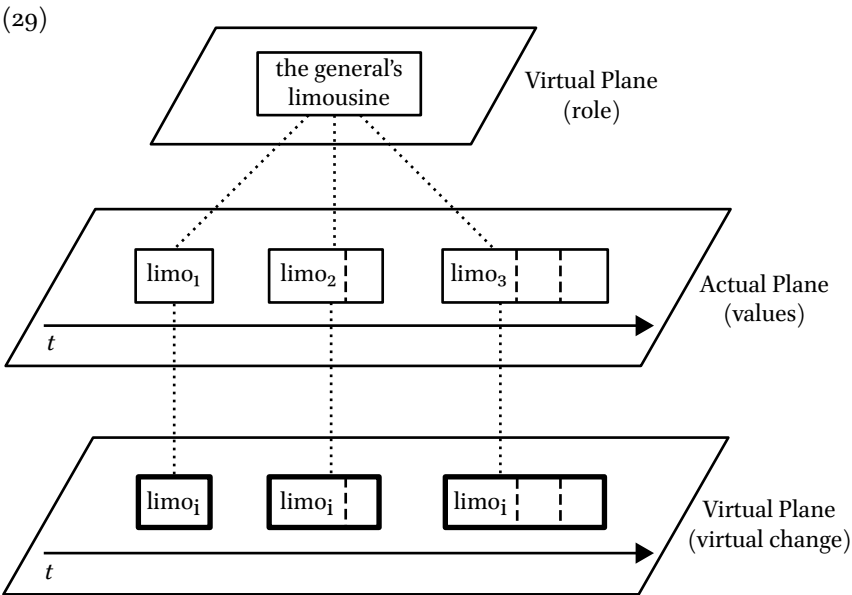 (29)
the general's
limousine
Virtual Plane
(role)
limo₁
limo₂
limo₃
Actual Plane
(values)
t
limoᵢ
limoᵢ
limoᵢ
Virtual Plane
(virtual change)
t